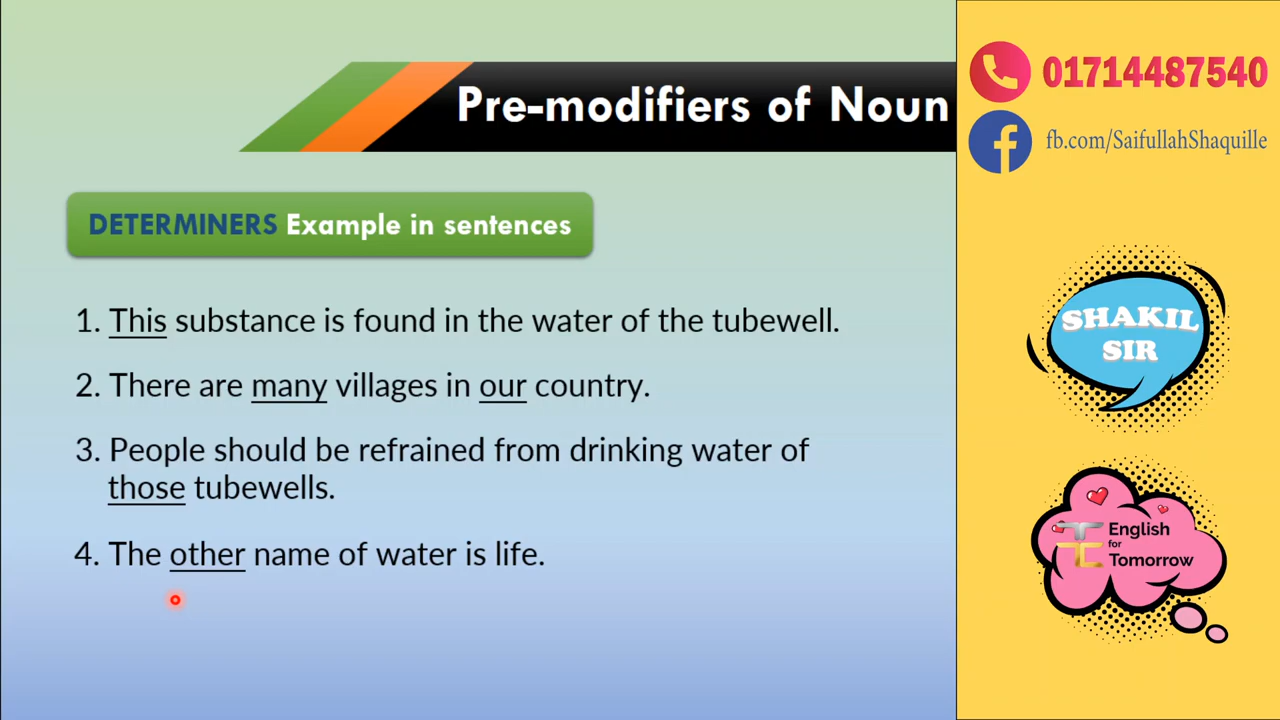 Pre-modifiers of Noun
DETERMINERS Example in sentences
1. This substance is found in the water of the tubewell.
2. There are many villages in our country.
3. People should be refrained from drinking water of
those tubewells.
4. The other name of water is life.
01714487540
fb.com/SaifullahShaquille
SHAKIL
SIR
English
for
Tomorrow